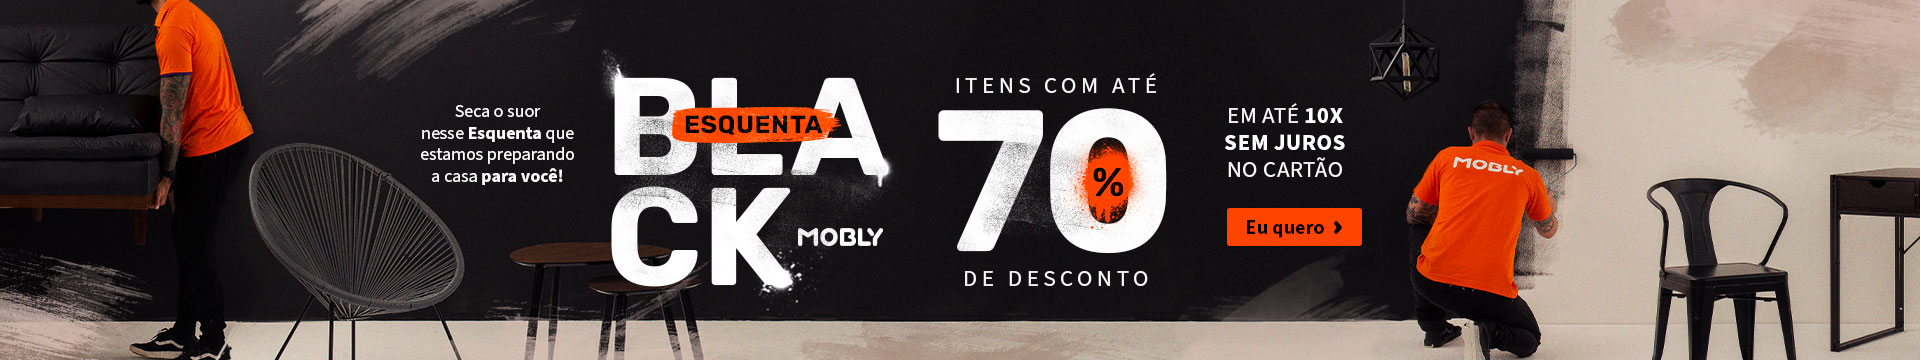 Seca o suor
nesse Esquenta que
estamos preparando
a casa para você!
BLA
ESQUENTA
CK
MOBLY
ITENS COM ATÉ
70%
DE DESCONTO
EM ATÉ 10X
SEM JUROS
NO CARTÃO
Eu quero ›
MOBLY